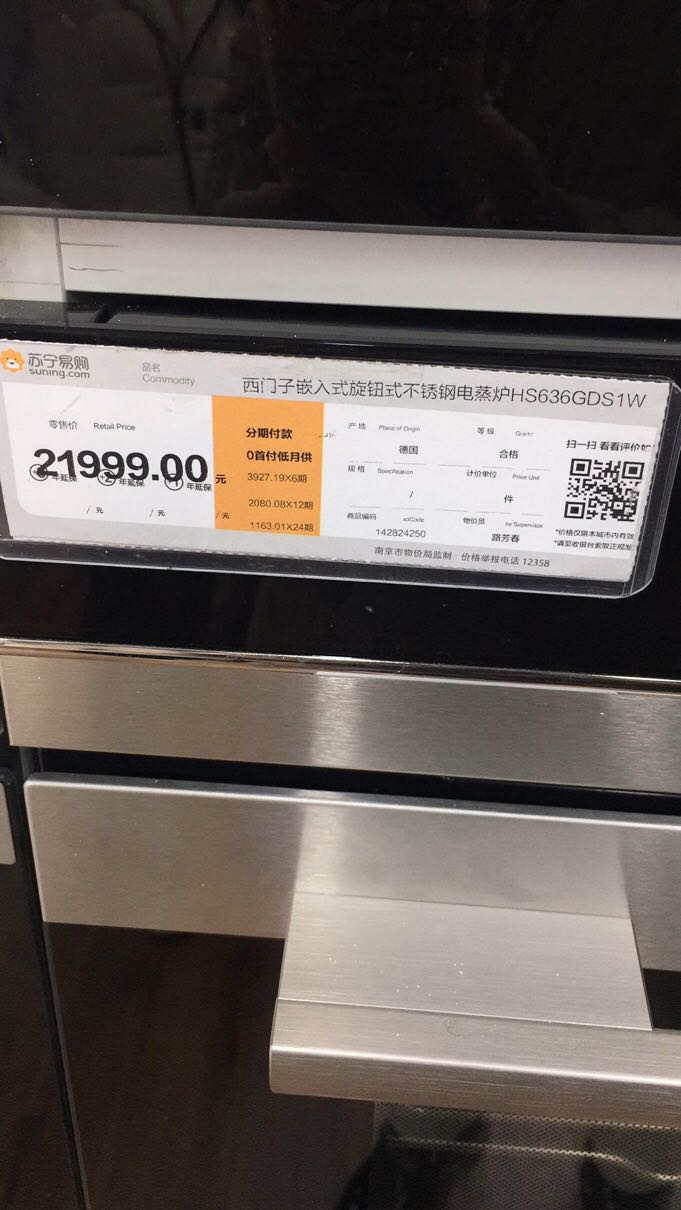 苏宁易购
suning.com
品名
Commodity
西门子嵌入式旋钮式不锈钢电蒸炉HS636GDS1W
零售价 Retail Price
21999.00 元
年延保 年延保 年延保
/ 元 / 元 / 元
分期付款
0首付低月供
3927.19X6期
2080.08X12期
1163.01X24期
产地 Place of Origin 德国
等级 合格
规格 Specification /
计价单位 Price Unit 件
商品编码 Code 142824250
物价员 Supervisor 路芳春
南京市物价局监制 价格举报电话 12358
扫一扫 看看评价
*价格仅限本城市内有效
*请至收银台索取正规发